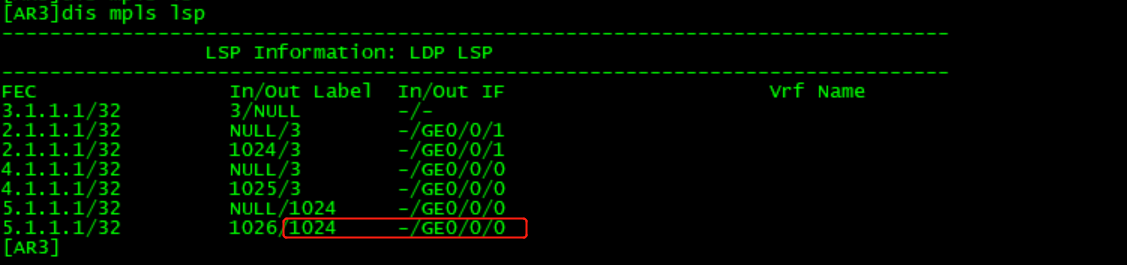 [AR3]dis mpls lsp
-------------------------------------------------------------------------------
                 LSP Information: LDP LSP
-------------------------------------------------------------------------------
FEC                In/Out Label  In/Out IF                      Vrf Name
3.1.1.1/32         3/NULL        -/-
2.1.1.1/32         NULL/3        -/GE0/0/1
2.1.1.1/32         1024/3        -/GE0/0/1
4.1.1.1/32         NULL/3        -/GE0/0/0
4.1.1.1/32         1025/3        -/GE0/0/0
5.1.1.1/32         NULL/1024     -/GE0/0/0
5.1.1.1/32         1026/1024     -/GE0/0/0
[AR3]